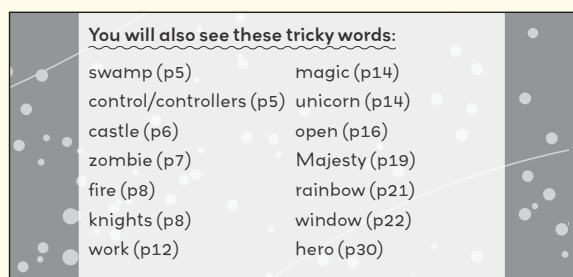 You will also see these tricky words:
swamp (p5)
control/controllers (p5)
castle (p6)
zombie (p7)
fire (p8)
knights (p8)
work (p12)
magic (p14)
unicorn (p14)
open (p16)
Majesty (p19)
rainbow (p21)
window (p22)
hero (p30)